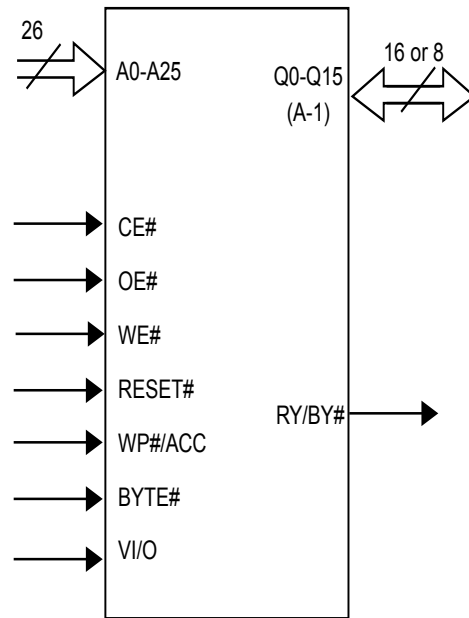 26
16 or 8
A0-A25
Q0-Q15
(A-1)
CE#
OE#
WE#
RESET#
RY/BY#
WP#/ACC
BYTE#
VI/O